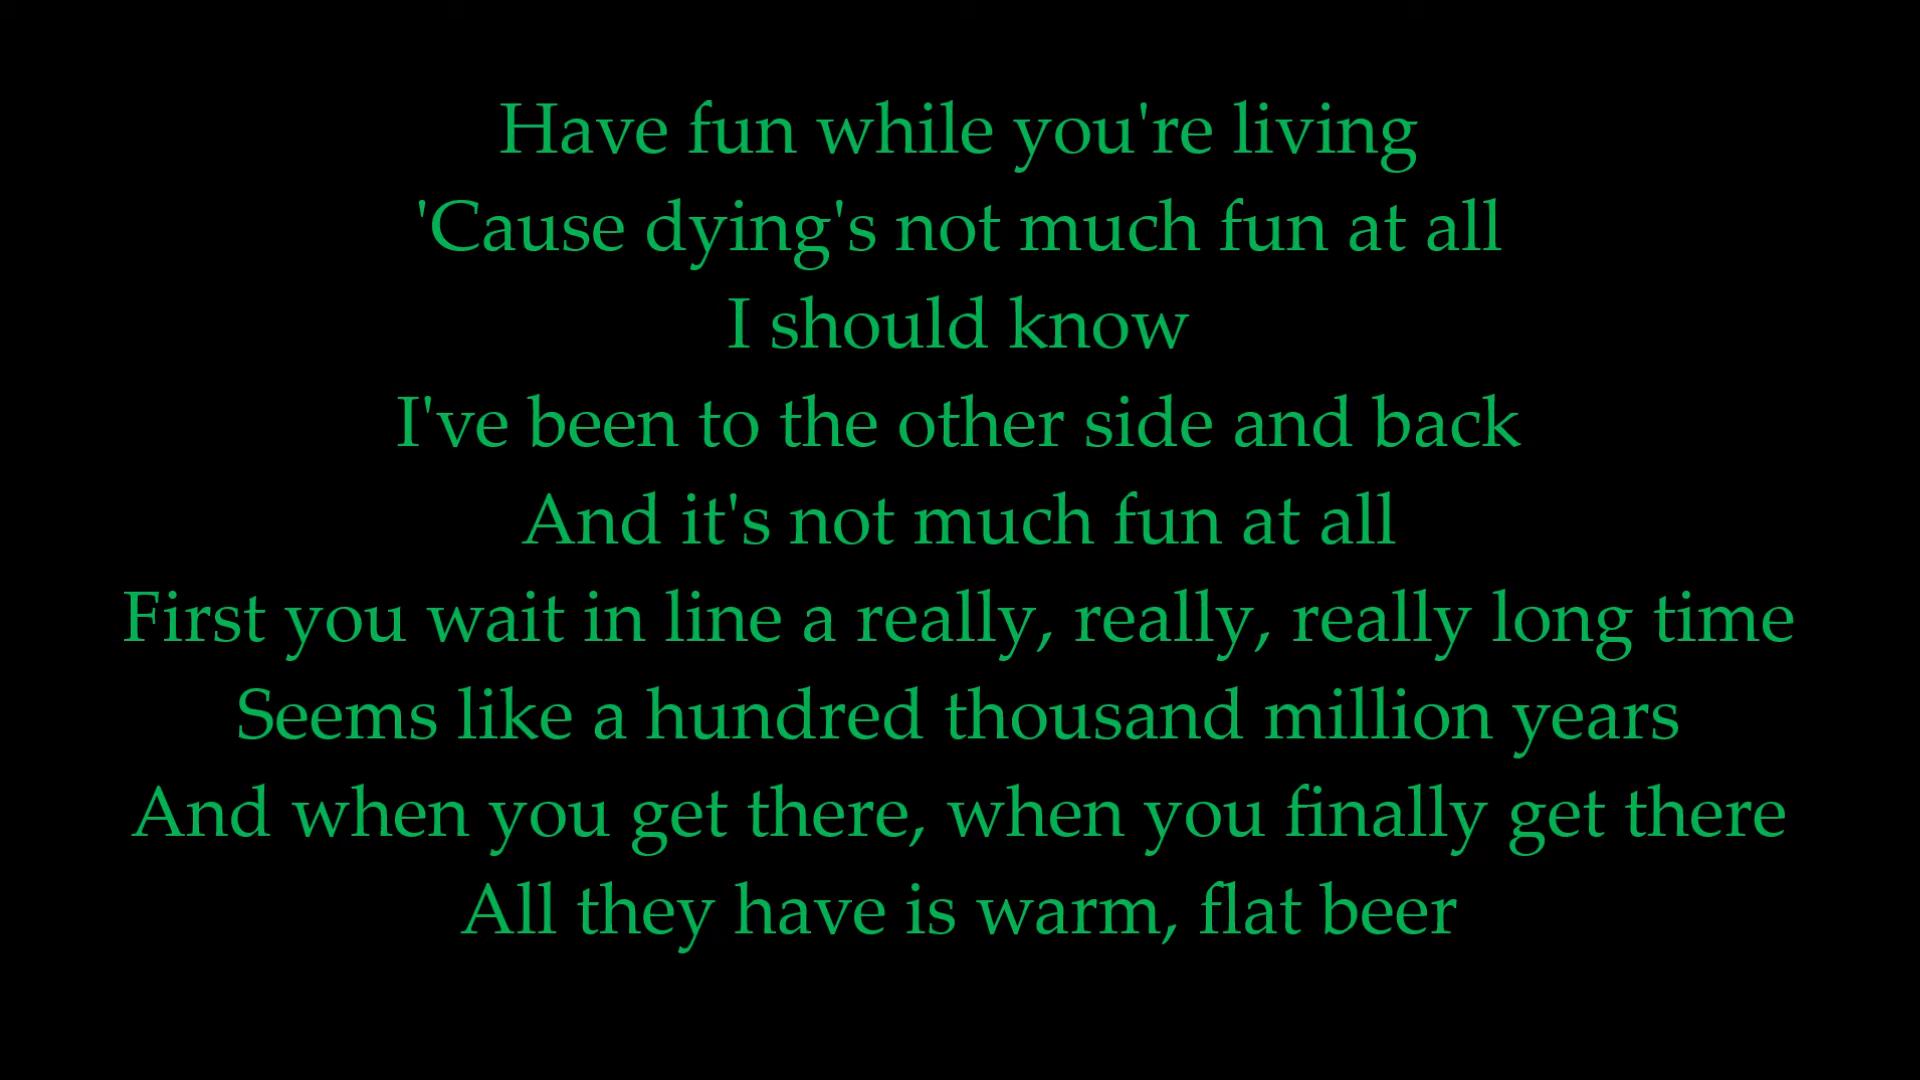 Have fun while you're living
'Cause dying's not much fun at all
I should know
I've been to the other side and back
And it's not much fun at all
First you wait in line a really, really, really long time
Seems like a hundred thousand million years
And when you get there, when you finally get there
All they have is warm, flat beer